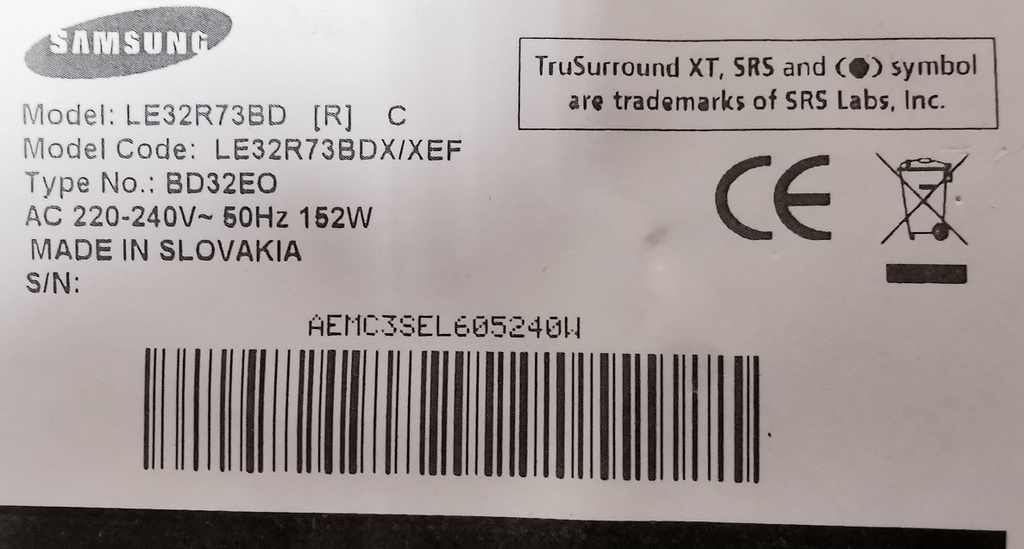 SAMSUNG
TruSurround XT, SRS and (●) symbol
are trademarks of SRS Labs, Inc.
Model: LE32R73BD [R] C
Model Code: LE32R73BDX/XEF
Type No.: BD32EO
AC 220-240V~ 50Hz 152W
MADE IN SLOVAKIA
S/N:
CE
AEMC3SEL605240W